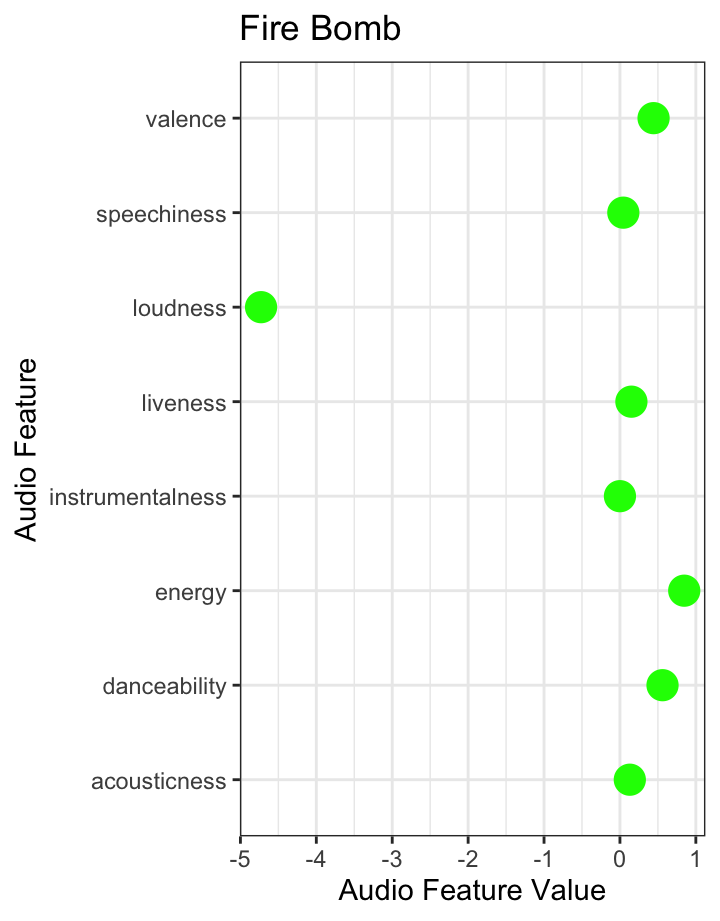 Fire Bomb
valence
speechiness
loudness
liveness
instrumentalness
energy
danceability
acousticness
Audio Feature
-5 -4 -3 -2 -1 0 1
Audio Feature Value